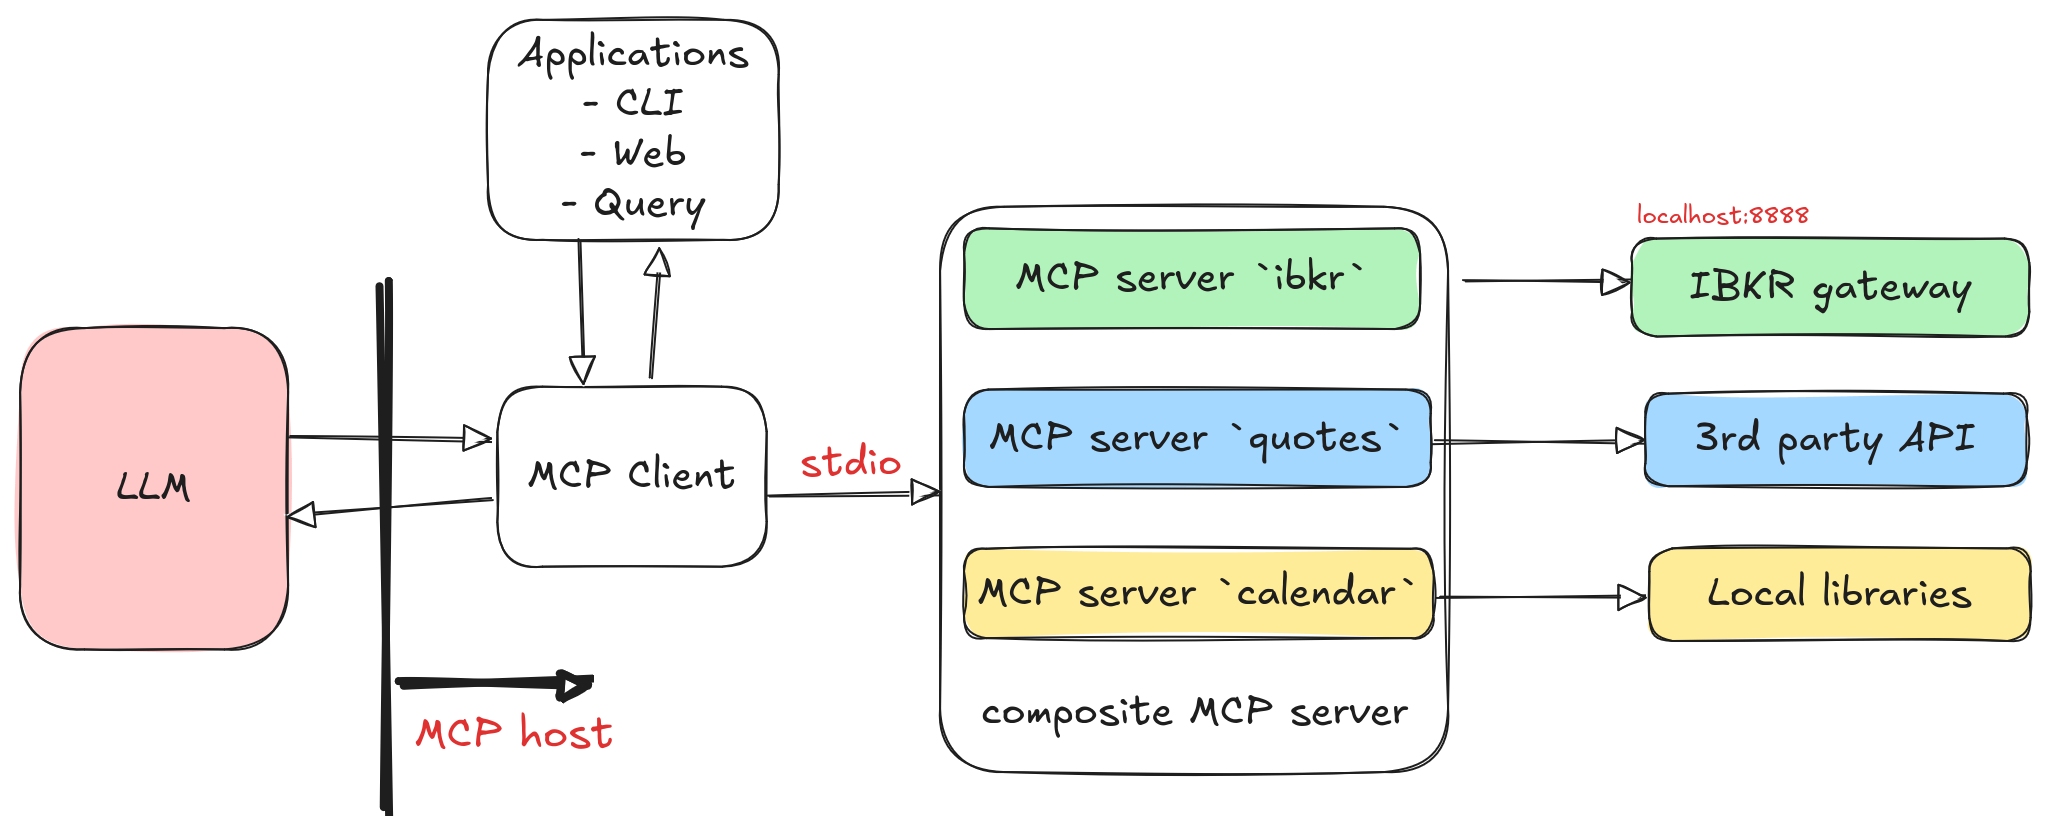 Applications
- CLI
- Web
- Query
LLM
MCP Client
MCP host
stdio
MCP server `ibkr`
MCP server `quotes`
MCP server `calendar`
composite MCP server
localhost:8888
IBKR gateway
3rd party API
Local libraries